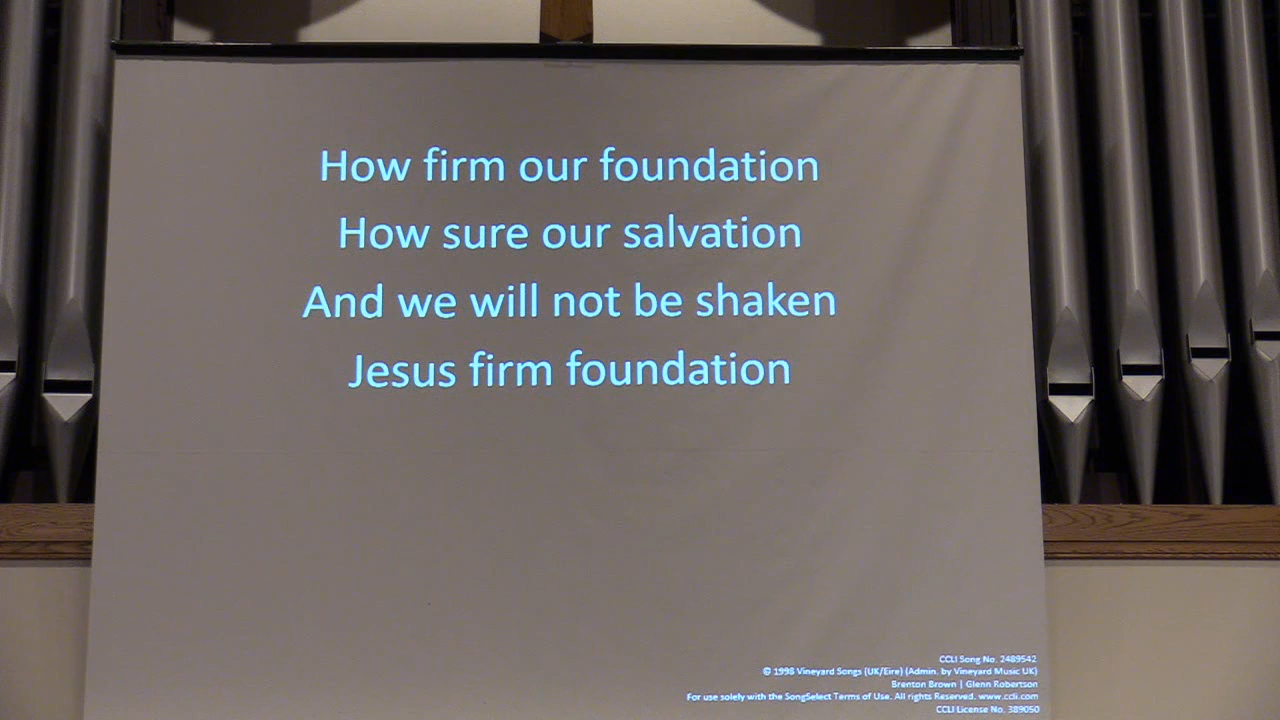 How firm our foundation
How sure our salvation
And we will not be shaken
Jesus firm foundation
CCLI Song No. 2489542
© 1998 Vineyard Songs (UK/Eire) (Admin. by Vineyard Music UK)
Brenton Brown | Glenn Robertson
For use solely with the SongSelect Terms of Use. All rights Reserved. www.ccli.com
CCLI License No. 389050